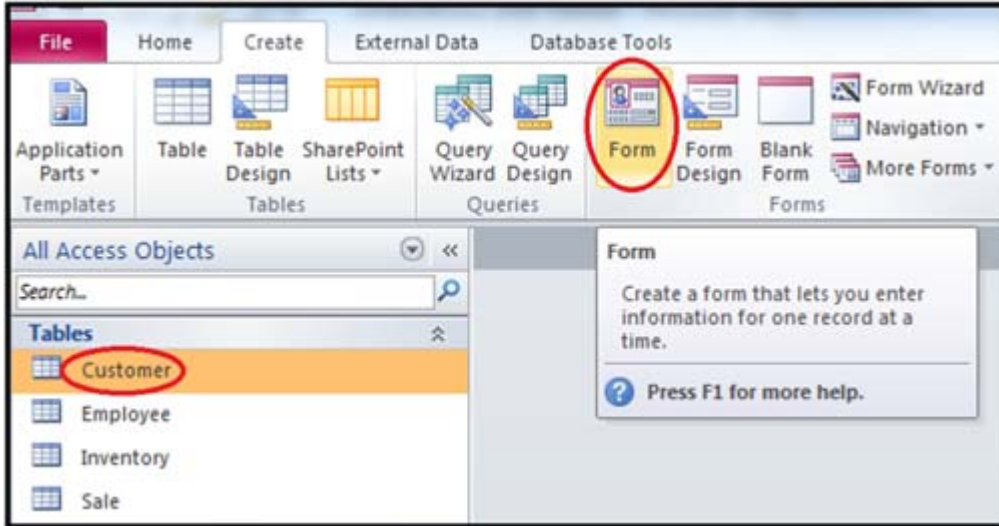 File Home Create External Data Database Tools
Application Parts
Table
Table Design
SharePoint Lists
Query Wizard
Query Design
Form
Form Design
Blank Form
Form Wizard
Navigation
More Forms
Templates Tables Queries Forms
All Access Objects
Search...
Tables
Customer
Employee
Inventory
Sale
Form
Create a form that lets you enter
information for one record at a
time.
Press F1 for more help.